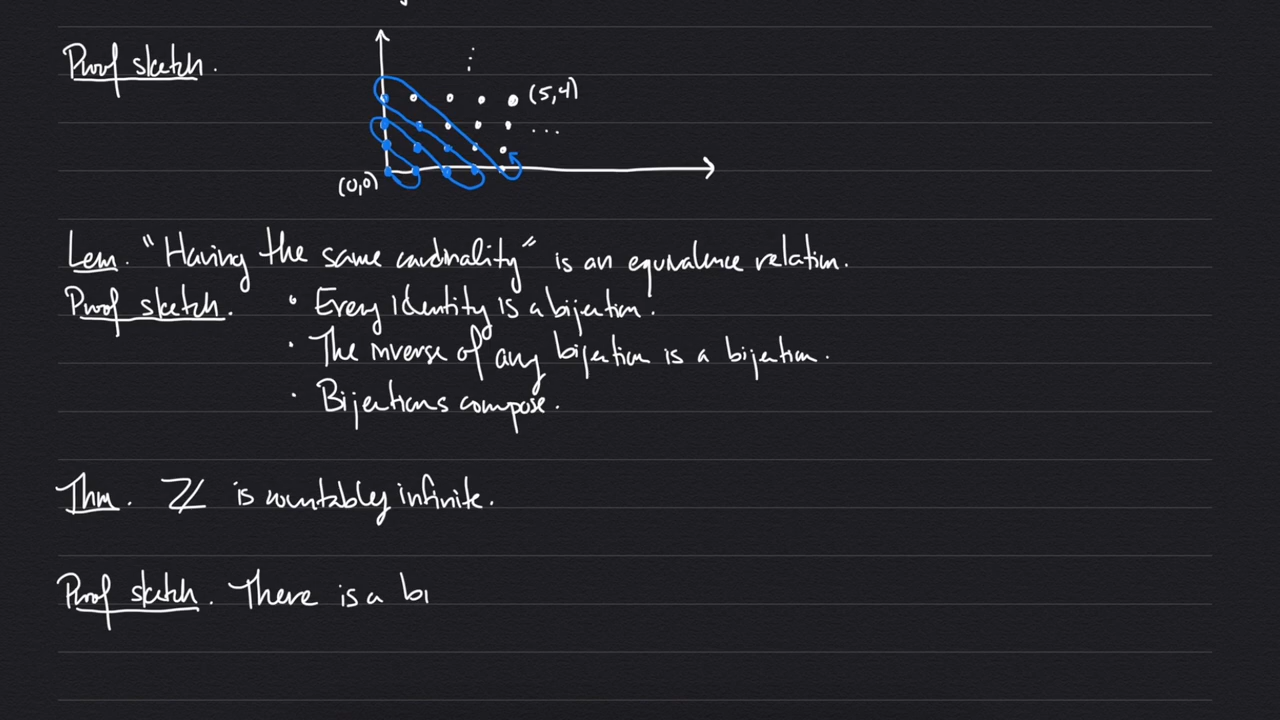 Proof sketch.
⋮
(5,4)
...
(0,0)
Lem. "Having the same cardinality" is an equivalence relation.
Proof sketch. • Every identity is a bijection.
• The inverse of any bijection is a bijection.
• Bijections compose.
Thm. ℤ is countably infinite.
Proof sketch. There is a bi